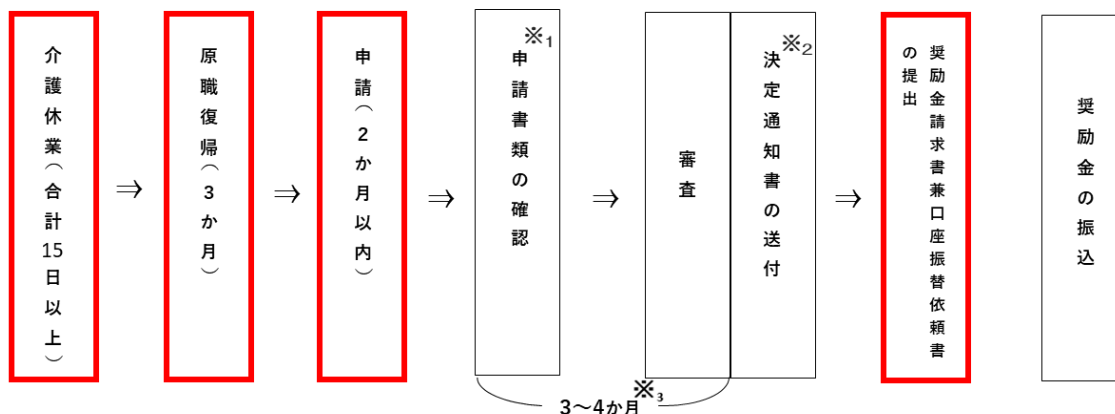 介護休業（合計15日以上）
⇒
原職復帰（3か月）
⇒
申請（2か月以内）
⇒
※1
申請書類の確認
⇒
審査
※2
決定通知書の送付
⇒
奨励金請求書兼口座振替依頼書
の提出
奨励金の振込
3～4か月※3